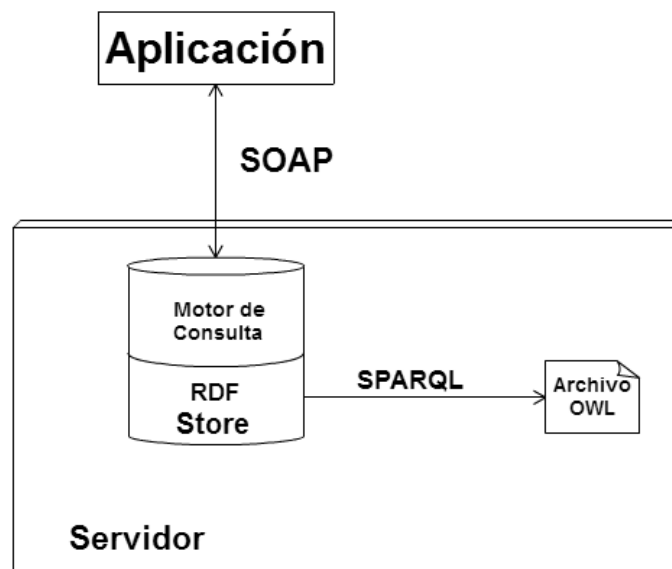 Aplicación
SOAP
Motor de
Consulta
RDF
Store
SPARQL
Archivo
OWL
Servidor